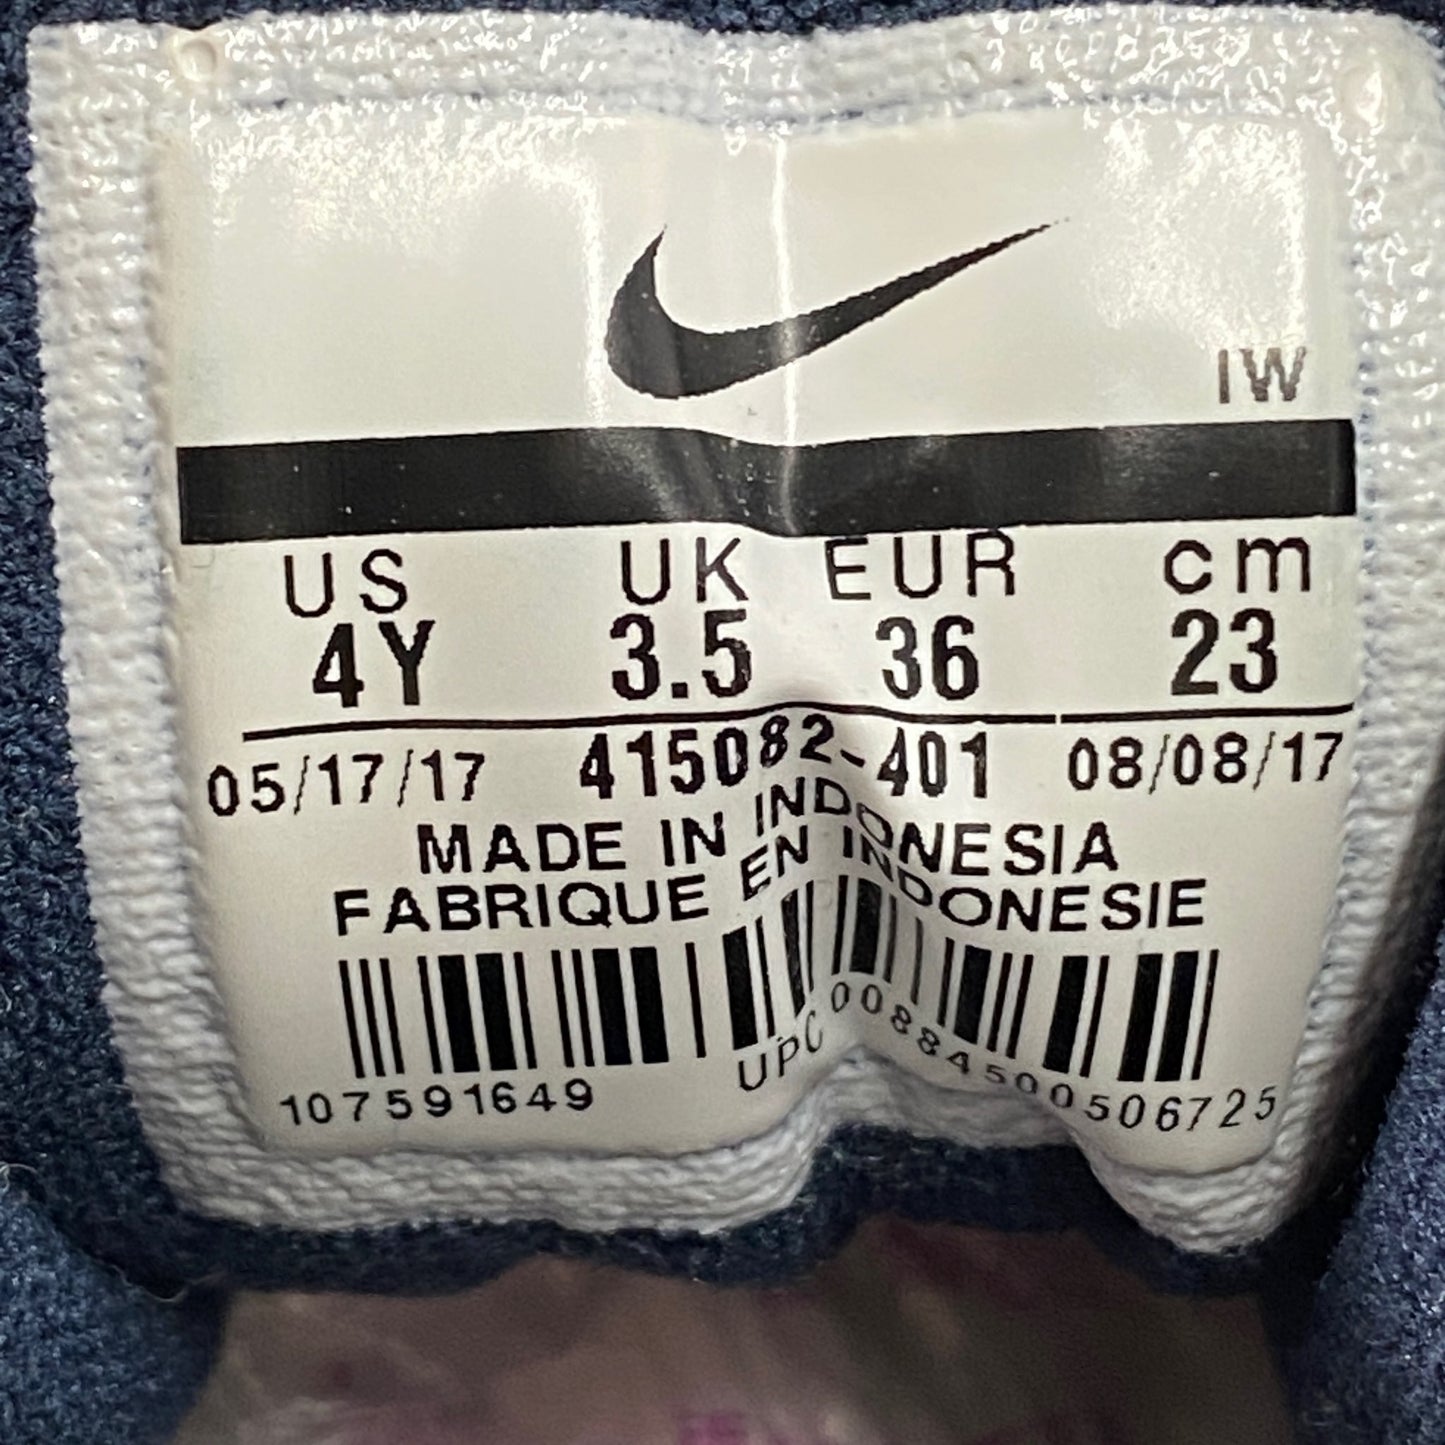 IW
US UK EUR cm
4Y 3.5 36 23
05/17/17 415082-401 08/08/17
MADE IN INDONESIA
FABRIQUE EN INDONESIE
107591649 UPC 00884500506725